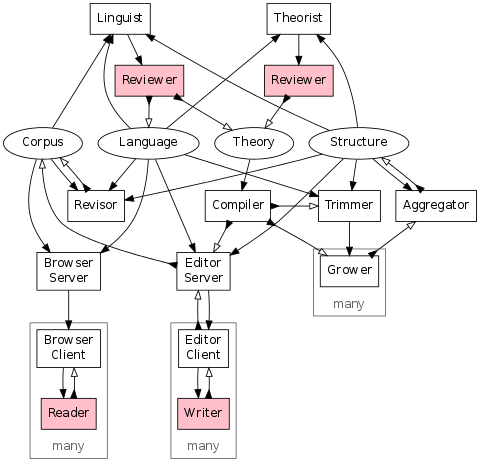 Linguist
Theorist
Reviewer
Reviewer
Corpus
Language
Theory
Structure
Revisor
Compiler
Trimmer
Aggregator
Browser
Server
Editor
Server
Grower
many
Browser
Client
Editor
Client
Reader
Writer
many
many